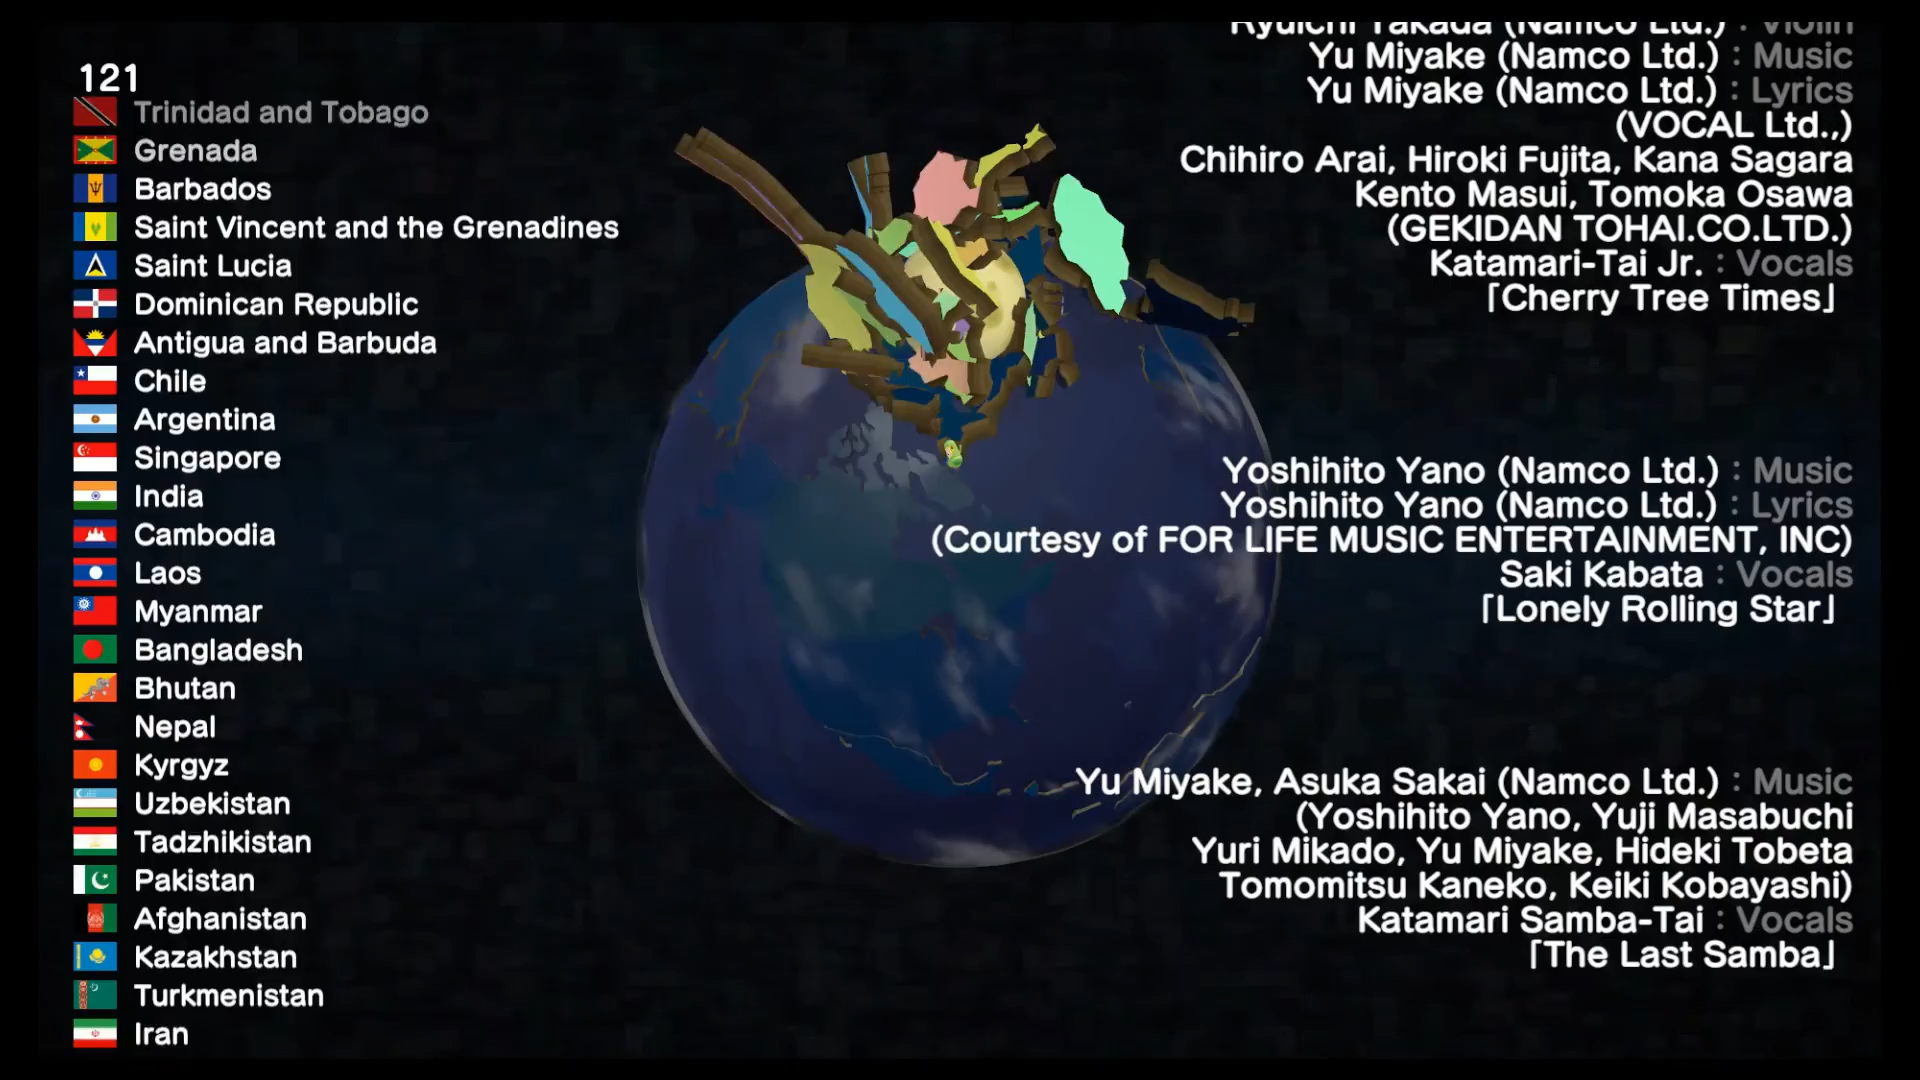 121
Trinidad and Tobago
Grenada
Barbados
Saint Vincent and the Grenadines
Saint Lucia
Dominican Republic
Antigua and Barbuda
Chile
Argentina
Singapore
India
Cambodia
Laos
Myanmar
Bangladesh
Bhutan
Nepal
Kyrgyz
Uzbekistan
Tadzhikistan
Pakistan
Afghanistan
Kazakhstan
Turkmenistan
Iran
Ryuichi Takada (Namco Ltd.) : Violin
Yu Miyake (Namco Ltd.) : Music
Yu Miyake (Namco Ltd.) : Lyrics
(VOCAL Ltd.,)
Chihiro Arai, Hiroki Fujita, Kana Sagara
Kento Masui, Tomoka Osawa
(GEKIDAN TOHAI.CO.LTD.)
Katamari-Tai Jr. : Vocals
「Cherry Tree Times」
Yoshihito Yano (Namco Ltd.) : Music
Yoshihito Yano (Namco Ltd.) : Lyrics
(Courtesy of FOR LIFE MUSIC ENTERTAINMENT, INC)
Saki Kabata : Vocals
「Lonely Rolling Star」
Yu Miyake, Asuka Sakai (Namco Ltd.) : Music
(Yoshihito Yano, Yuji Masabuchi
Yuri Mikado, Yu Miyake, Hideki Tobeta
Tomomitsu Kaneko, Keiki Kobayashi)
Katamari Samba-Tai : Vocals
「The Last Samba」